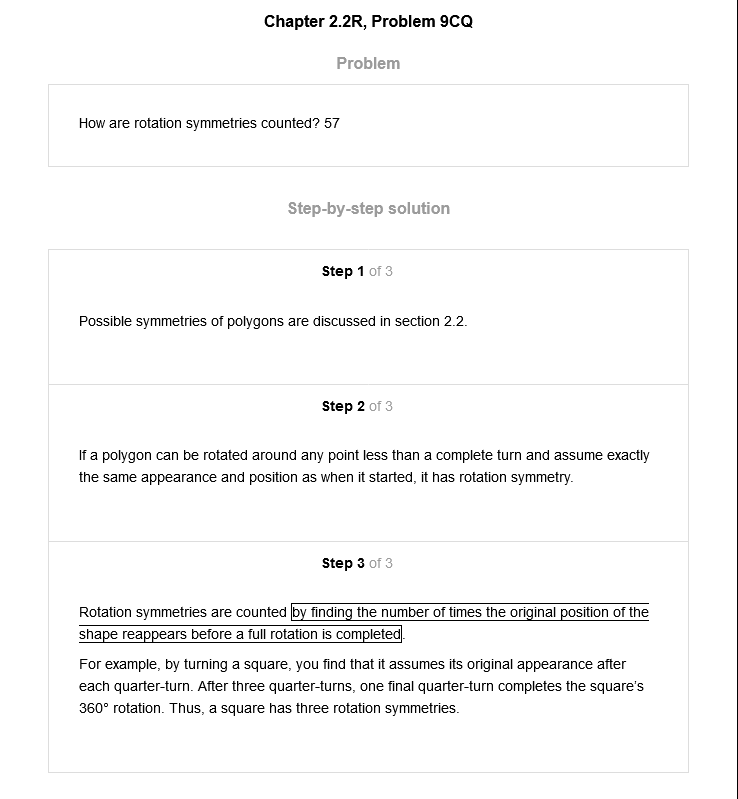 Chapter 2.2R, Problem 9CQ
Problem
How are rotation symmetries counted? 57
Step-by-step solution
Step 1 of 3
Possible symmetries of polygons are discussed in section 2.2.
Step 2 of 3
If a polygon can be rotated around any point less than a complete turn and assume exactly
the same appearance and position as when it started, it has rotation symmetry.
Step 3 of 3
Rotation symmetries are counted by finding the number of times the original position of the
shape reappears before a full rotation is completed.
For example, by turning a square, you find that it assumes its original appearance after
each quarter-turn. After three quarter-turns, one final quarter-turn completes the square’s
360° rotation. Thus, a square has three rotation symmetries.